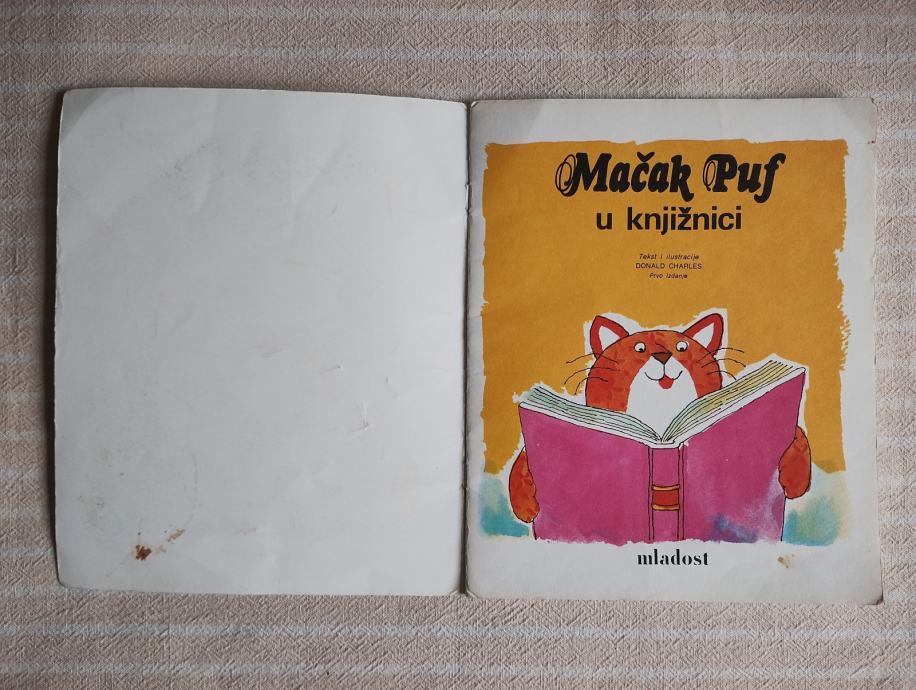 Mačak Puf
u knjižnici
Tekst i ilustracije
DONALD CHARLES
Prvo izdanje
mladost